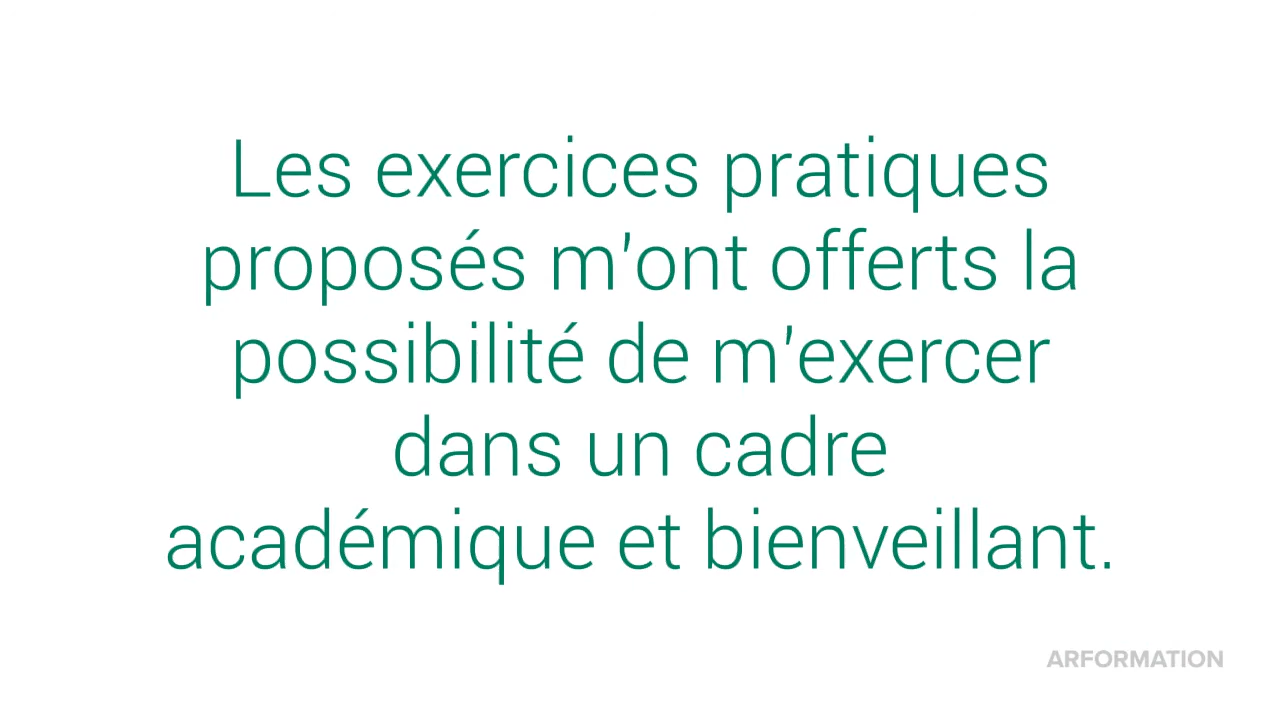 Les exercices pratiques
proposés m'ont offerts la
possibilité de m'exercer
dans un cadre
académique et bienveillant.
ARFORMATION